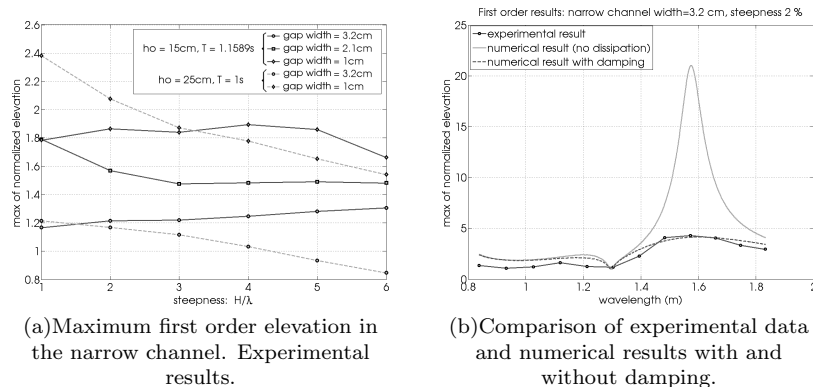 2.6
2.4
2.2
2
1.8
1.6
1.4
1.2
1
0.8
max of normalized elevation
ho = 15cm, T = 1.1589s
gap width = 3.2cm
gap width = 2.1cm
gap width = 1cm
ho = 25cm, T = 1s
gap width = 3.2cm
gap width = 1cm
1 2 3 4 5 6
steepness: H/λ
(a)Maximum first order elevation in
the narrow channel. Experimental
results.
First order results: narrow channel width=3.2 cm, steepness 2 %
experimental result
numerical result (no dissipation)
numerical result with damping
25
20
15
10
5
0
max of normalized elevation
0.8 1 1.2 1.4 1.6 1.8 2
wavelength (m)
(b)Comparison of experimental data
and numerical results with and
without damping.